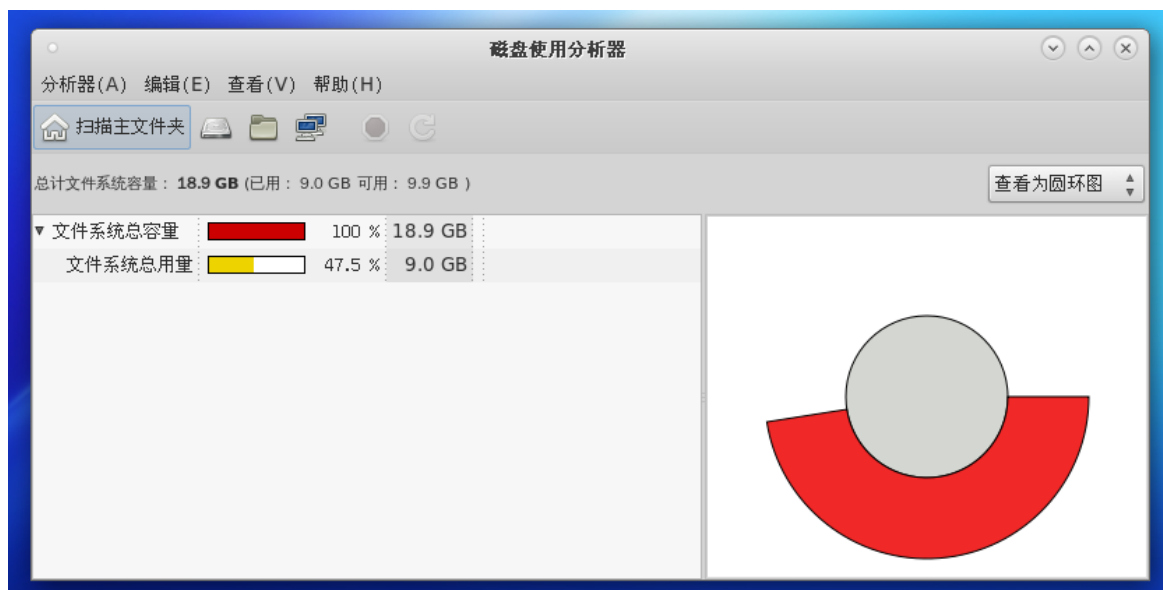 磁盘使用分析器
分析器(A) 编辑(E) 查看(V) 帮助(H)
扫描主文件夹
总计文件系统容量： 18.9 GB (已用： 9.0 GB 可用： 9.9 GB )
查看为圆环图
文件系统总容量 100 % 18.9 GB
文件系统总用量 47.5 % 9.0 GB